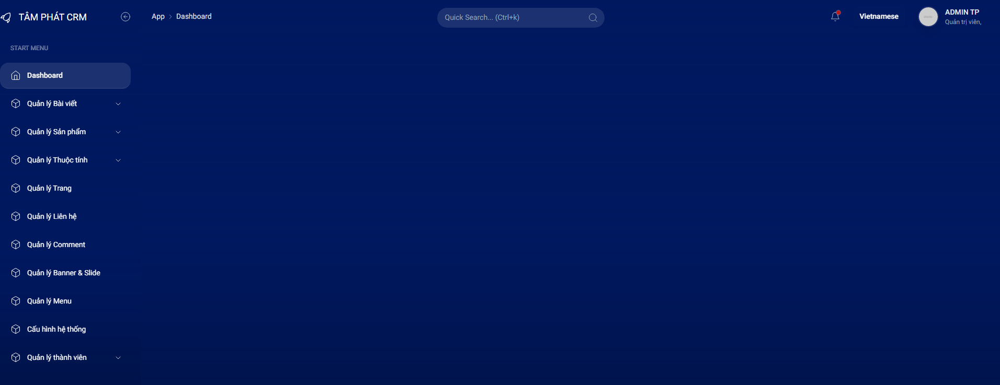 TÂM PHÁT CRM
App > Dashboard
Quick Search... (Ctrl+k)
Vietnamese
ADMIN TP
Quản trị viên,
START MENU
Dashboard
Quản lý Bài viết
Quản lý Sản phẩm
Quản lý Thuộc tính
Quản lý Trang
Quản lý Liên hệ
Quản lý Comment
Quản lý Banner & Slide
Quản lý Menu
Cấu hình hệ thống
Quản lý thành viên